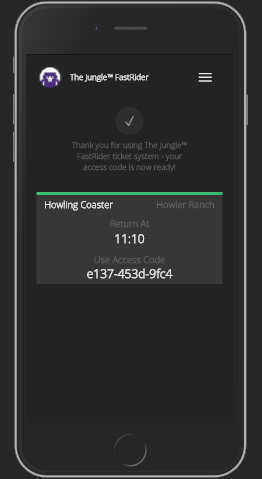 The Jungle™ FastRider
Thank you for using The Jungle™
FastRider ticket system - your
access code is now ready!
Howling Coaster Howler Ranch
Return At
11:10
Use Access Code
e137-453d-9fc4